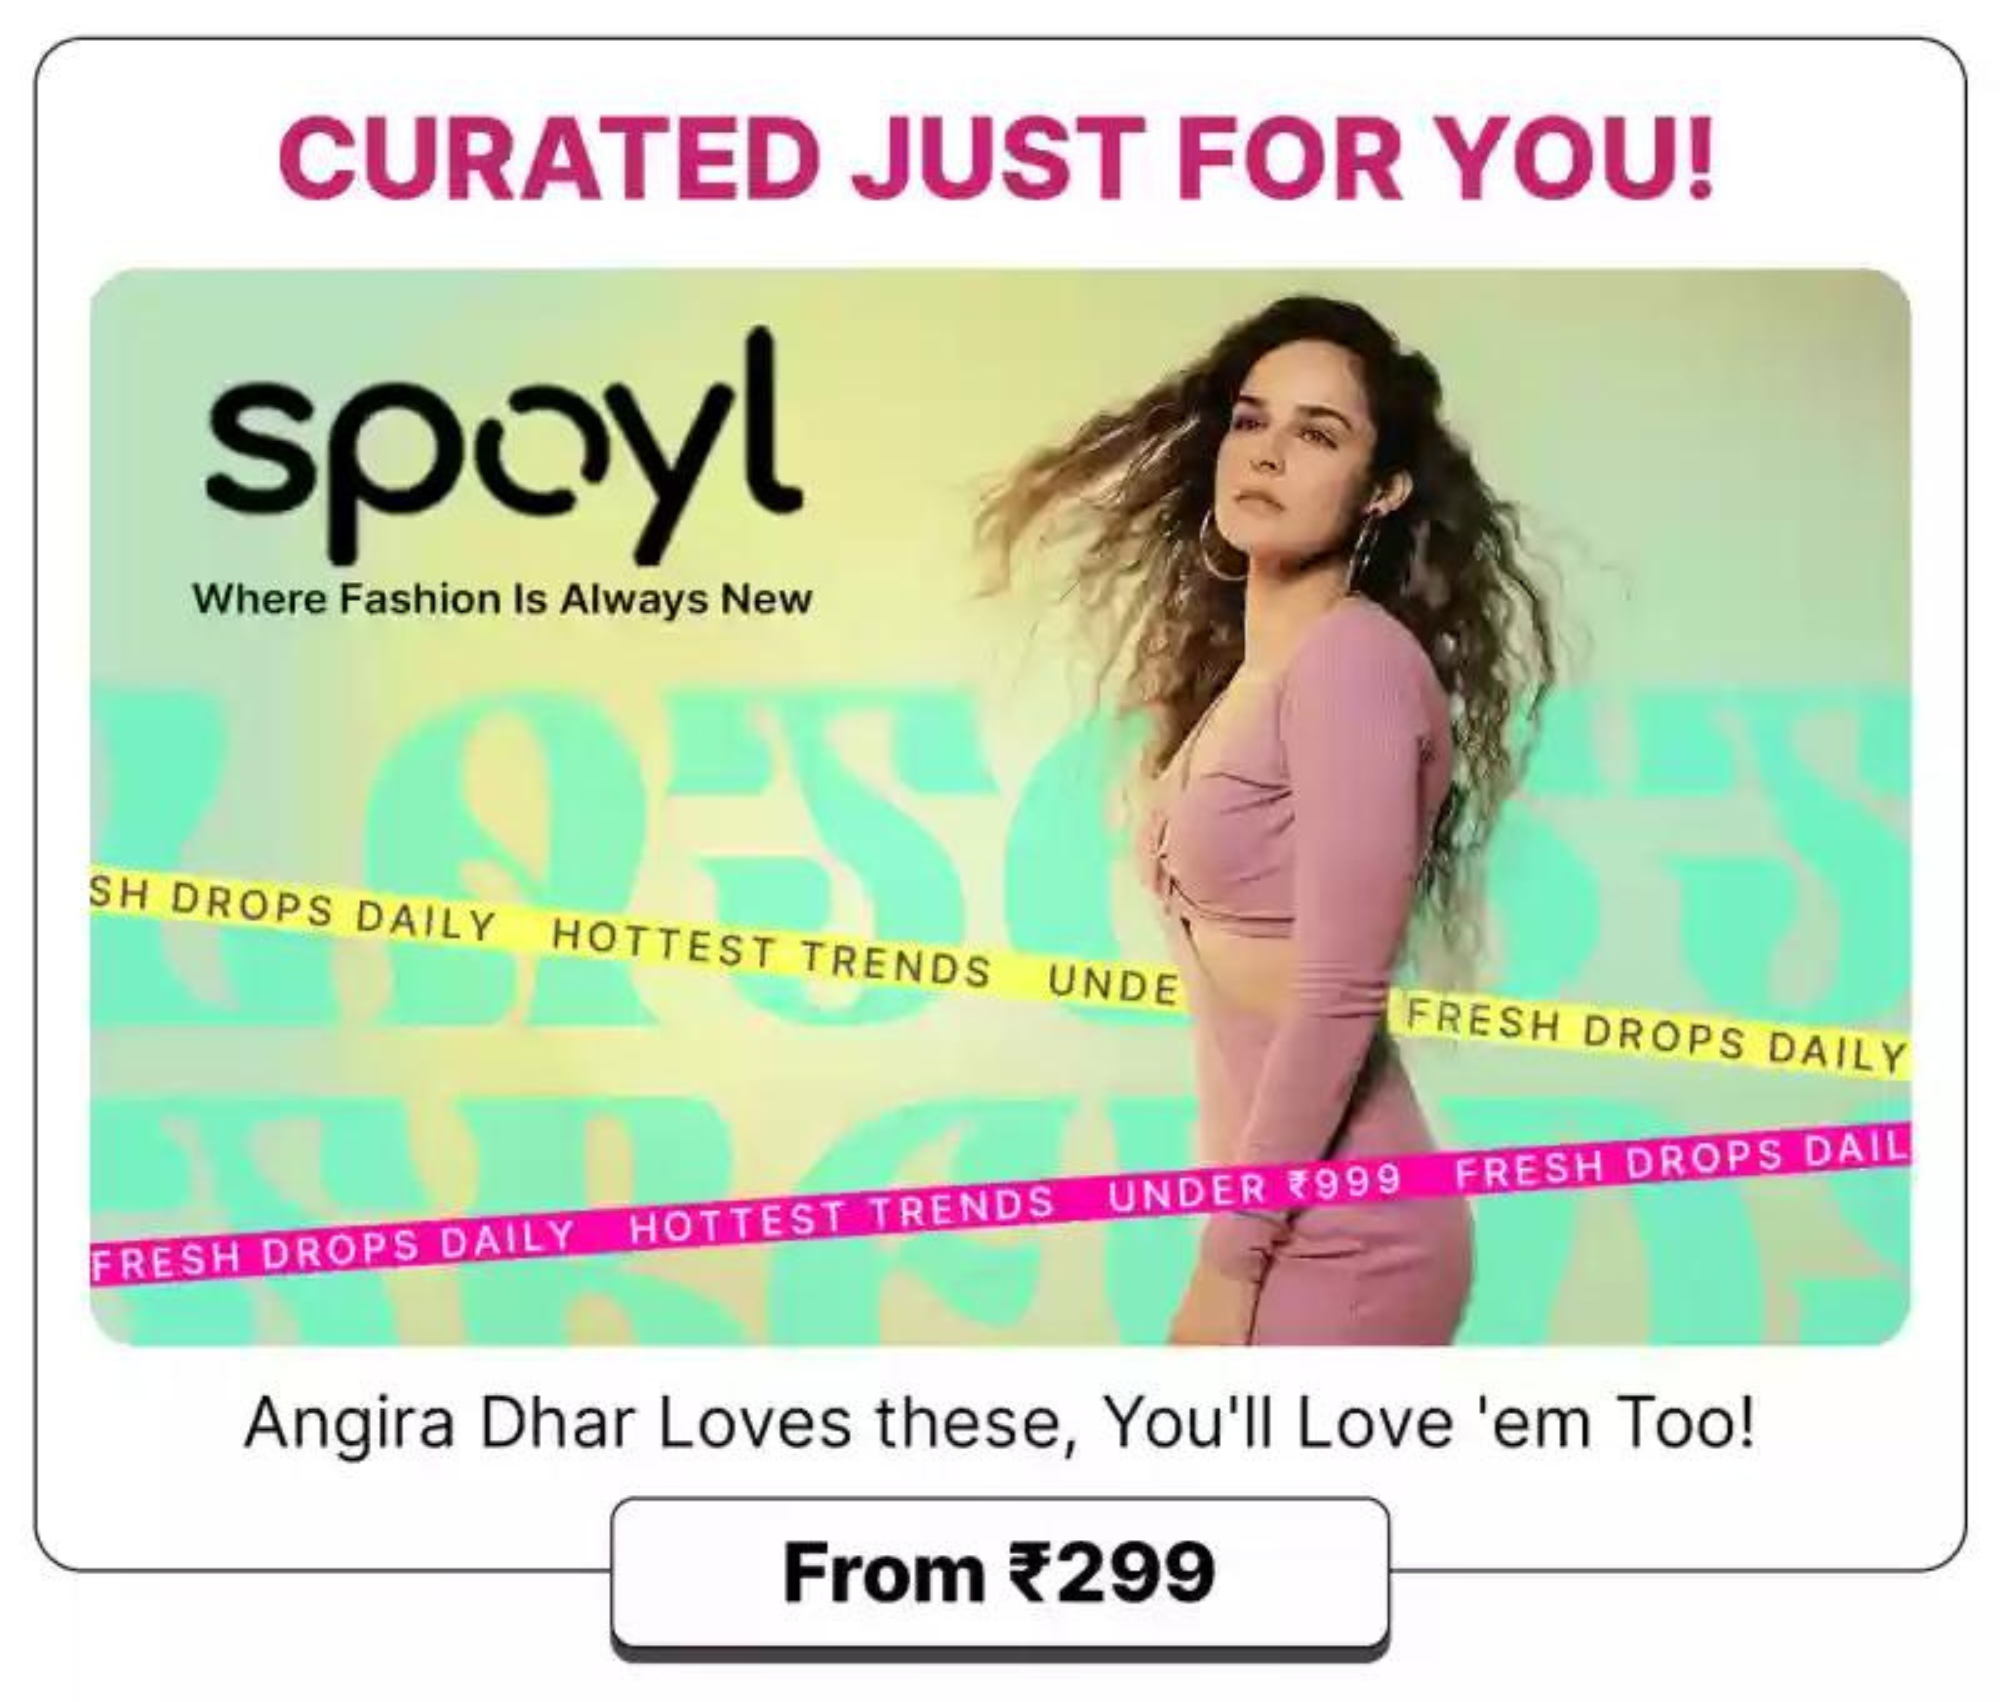 CURATED JUST FOR YOU!
spoyl
Where Fashion Is Always New
SH DROPS DAILY HOTTEST TRENDS UNDE FRESH DROPS DAILY
FRESH DROPS DAILY HOTTEST TRENDS UNDER ₹999 FRESH DROPS DAIL
Angira Dhar Loves these, You'll Love 'em Too!
From ₹299